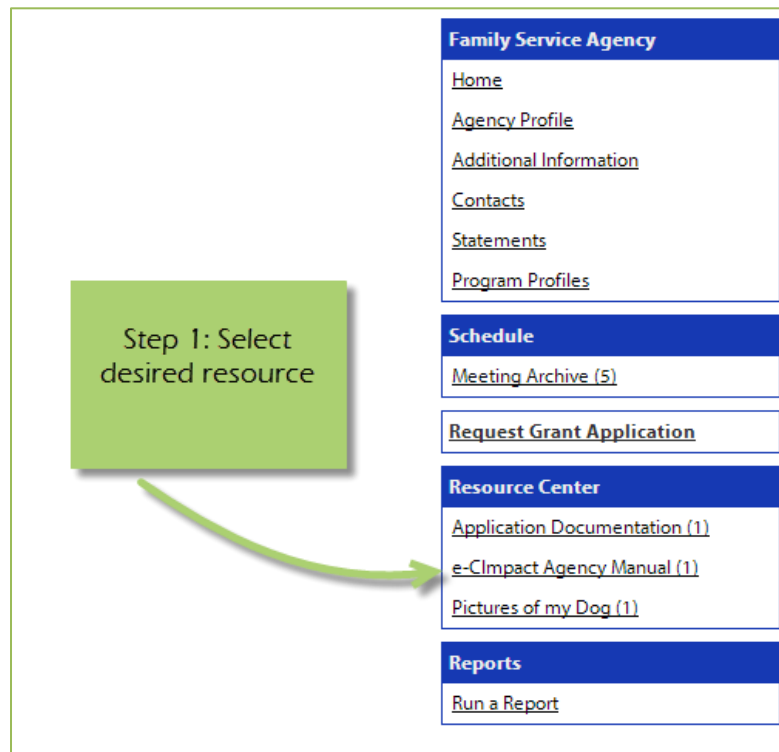 Family Service Agency
Home
Agency Profile
Additional Information
Contacts
Statements
Program Profiles
Step 1: Select
desired resource
Schedule
Meeting Archive (5)
Request Grant Application
Resource Center
Application Documentation (1)
e-CImpact Agency Manual (1)
Pictures of my Dog (1)
Reports
Run a Report